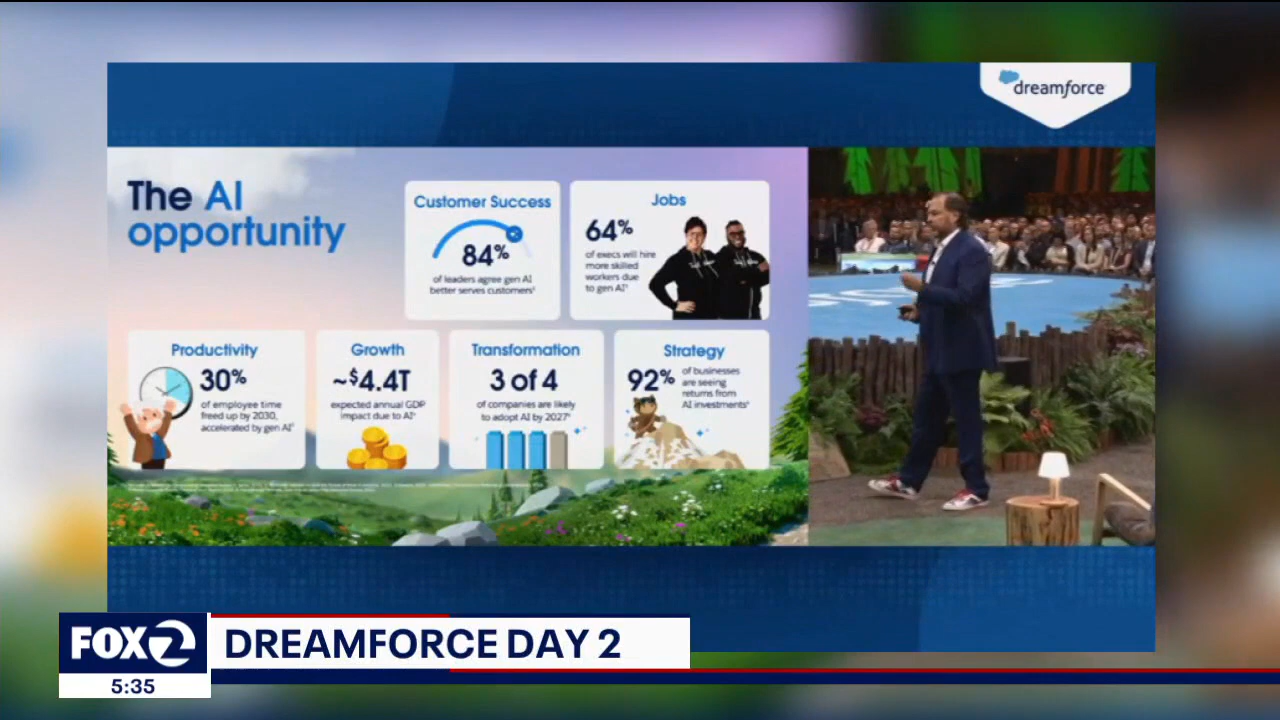 dreamforce
The AI
opportunity
Customer Success
84%
of leaders agree gen AI
better serves customers¹
Jobs
64%
of execs will hire
more skilled
workers due
to gen AI
Productivity
30%
of employee time
freed up by 2030,
accelerated by gen AI
Growth
~$4.4T
expected annual GDP
impact due to AI
Transformation
3 of 4
of companies are likely
to adopt AI by 2027
Strategy
92%
of businesses
are seeing
returns from
AI investments
FOX 2
DREAMFORCE DAY 2
5:35